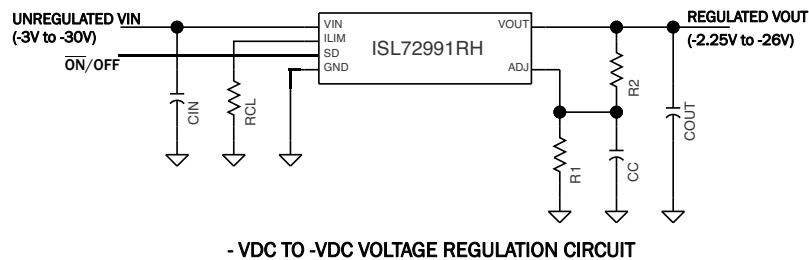 UNREGULATED VIN
(-3V to -30V)
ON/OFF
VIN
ILIM
SD
GND
ISL72991RH
VOUT
ADJ
REGULATED VOUT
(-2.25V to -26V)
CIN
RCL
R2
R1
CC
COUT
- VDC TO -VDC VOLTAGE REGULATION CIRCUIT